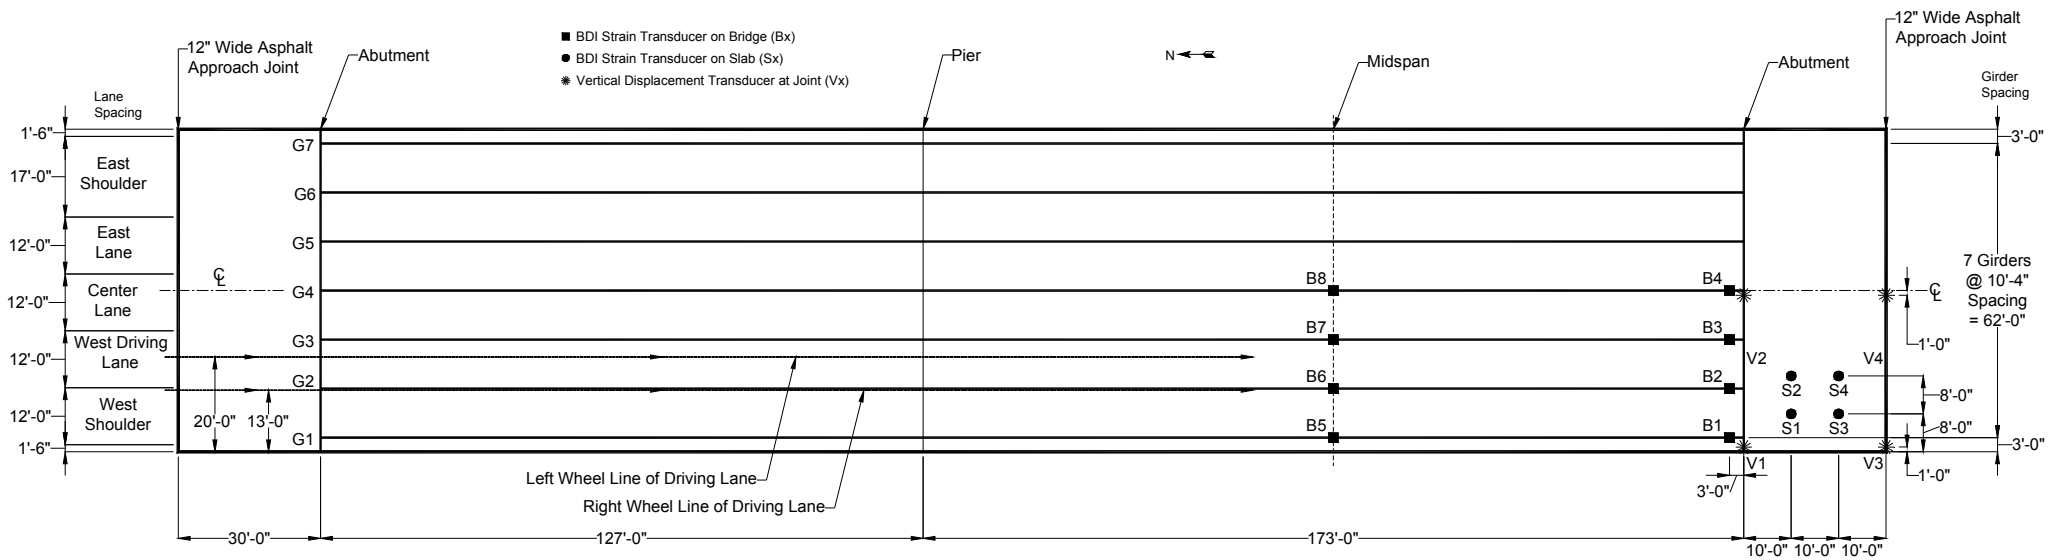 12" Wide Asphalt
Approach Joint
Abutment
■ BDI Strain Transducer on Bridge (Bx)
● BDI Strain Transducer on Slab (Sx)
✳ Vertical Displacement Transducer at Joint (Vx)
Pier
N
Midspan
Abutment
12" Wide Asphalt
Approach Joint
Lane
Spacing
Girder
Spacing
1'-6"
East
Shoulder
17'-0"
East
Lane
12'-0"
Center
Lane
12'-0"
West Driving
Lane
12'-0"
West
Shoulder
12'-0"
1'-6"
℄
G7
G6
G5
G4
G3
G2
G1
20'-0"
13'-0"
B8
B7
B6
B5
B4
B3
B2
B1
V2
V4
S2
S4
S1
S3
V1
V3
3'-0"
7 Girders
@ 10'-4"
Spacing
= 62'-0"
℄
1'-0"
8'-0"
8'-0"
3'-0"
1'-0"
3'-0"
Left Wheel Line of Driving Lane
Right Wheel Line of Driving Lane
30'-0"
127'-0"
173'-0"
10'-0"
10'-0"
10'-0"